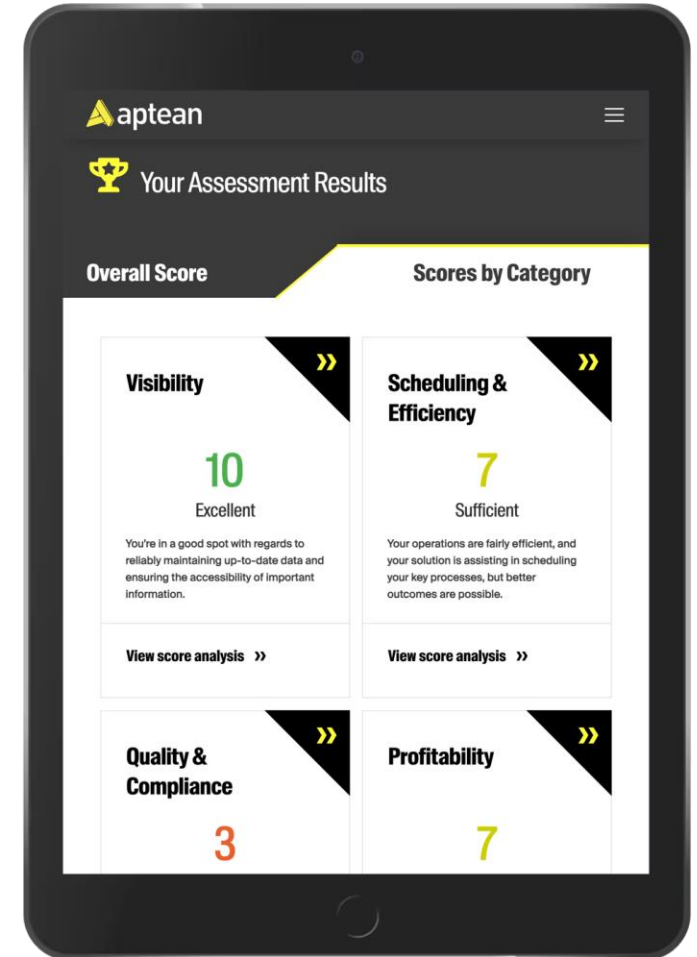 aptean
Your Assessment Results
Overall Score
Scores by Category
Visibility
10
Excellent
You're in a good spot with regards to
reliably maintaining up-to-date data and
ensuring the accessibility of important
information.
View score analysis »
Scheduling &
Efficiency
7
Sufficient
Your operations are fairly efficient, and
your solution is assisting in scheduling
your key processes, but better
outcomes are possible.
View score analysis »
Quality &
Compliance
3
Profitability
7